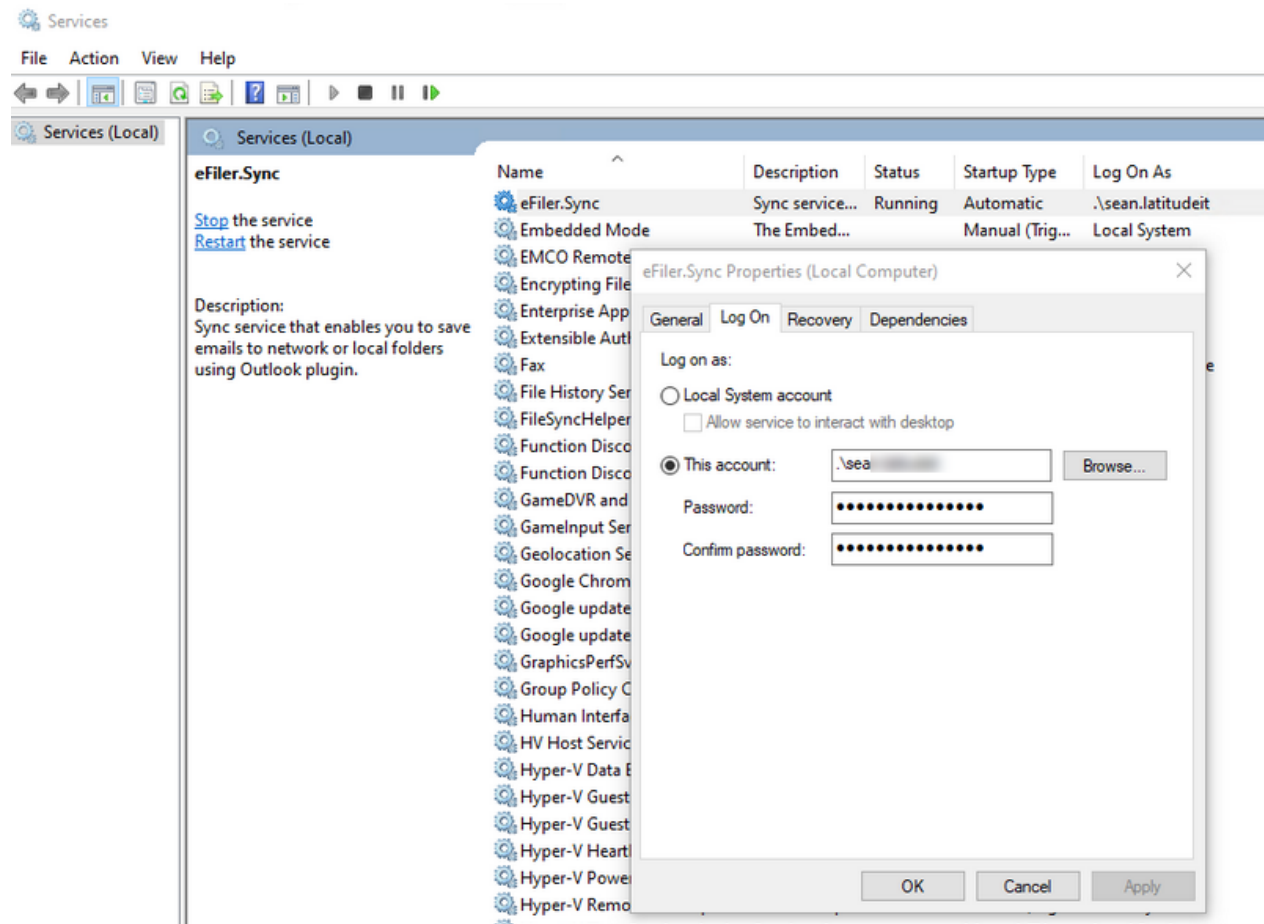 Services
File Action View Help
Services (Local)
Services (Local)
eFiler.Sync
Stop the service
Restart the service
Description:
Sync service that enables you to save
emails to network or local folders
using Outlook plugin.
Name Description Status Startup Type Log On As
eFiler.Sync Sync service... Running Automatic .\sean.latitudeit
Embedded Mode The Embed... Manual (Trig... Local System
EMCO Remote
Encrypting File
Enterprise App
Extensible Auth
Fax e
File History Ser
FileSyncHelper
Function Disco
Function Disco
GameDVR and
GameInput Ser
Geolocation Se
Google Chrom
Google update
Google update
GraphicsPerfSv
Group Policy C
Human Interfa
HV Host Servic
Hyper-V Data E
Hyper-V Guest
Hyper-V Guest
Hyper-V Heart
Hyper-V Power
Hyper-V Remo
eFiler.Sync Properties (Local Computer)
General Log On Recovery Dependencies
Log on as:
Local System account
Allow service to interact with desktop
This account: .\sea Browse...
Password: •••••••••••••••
Confirm password: •••••••••••••••
OK Cancel Apply